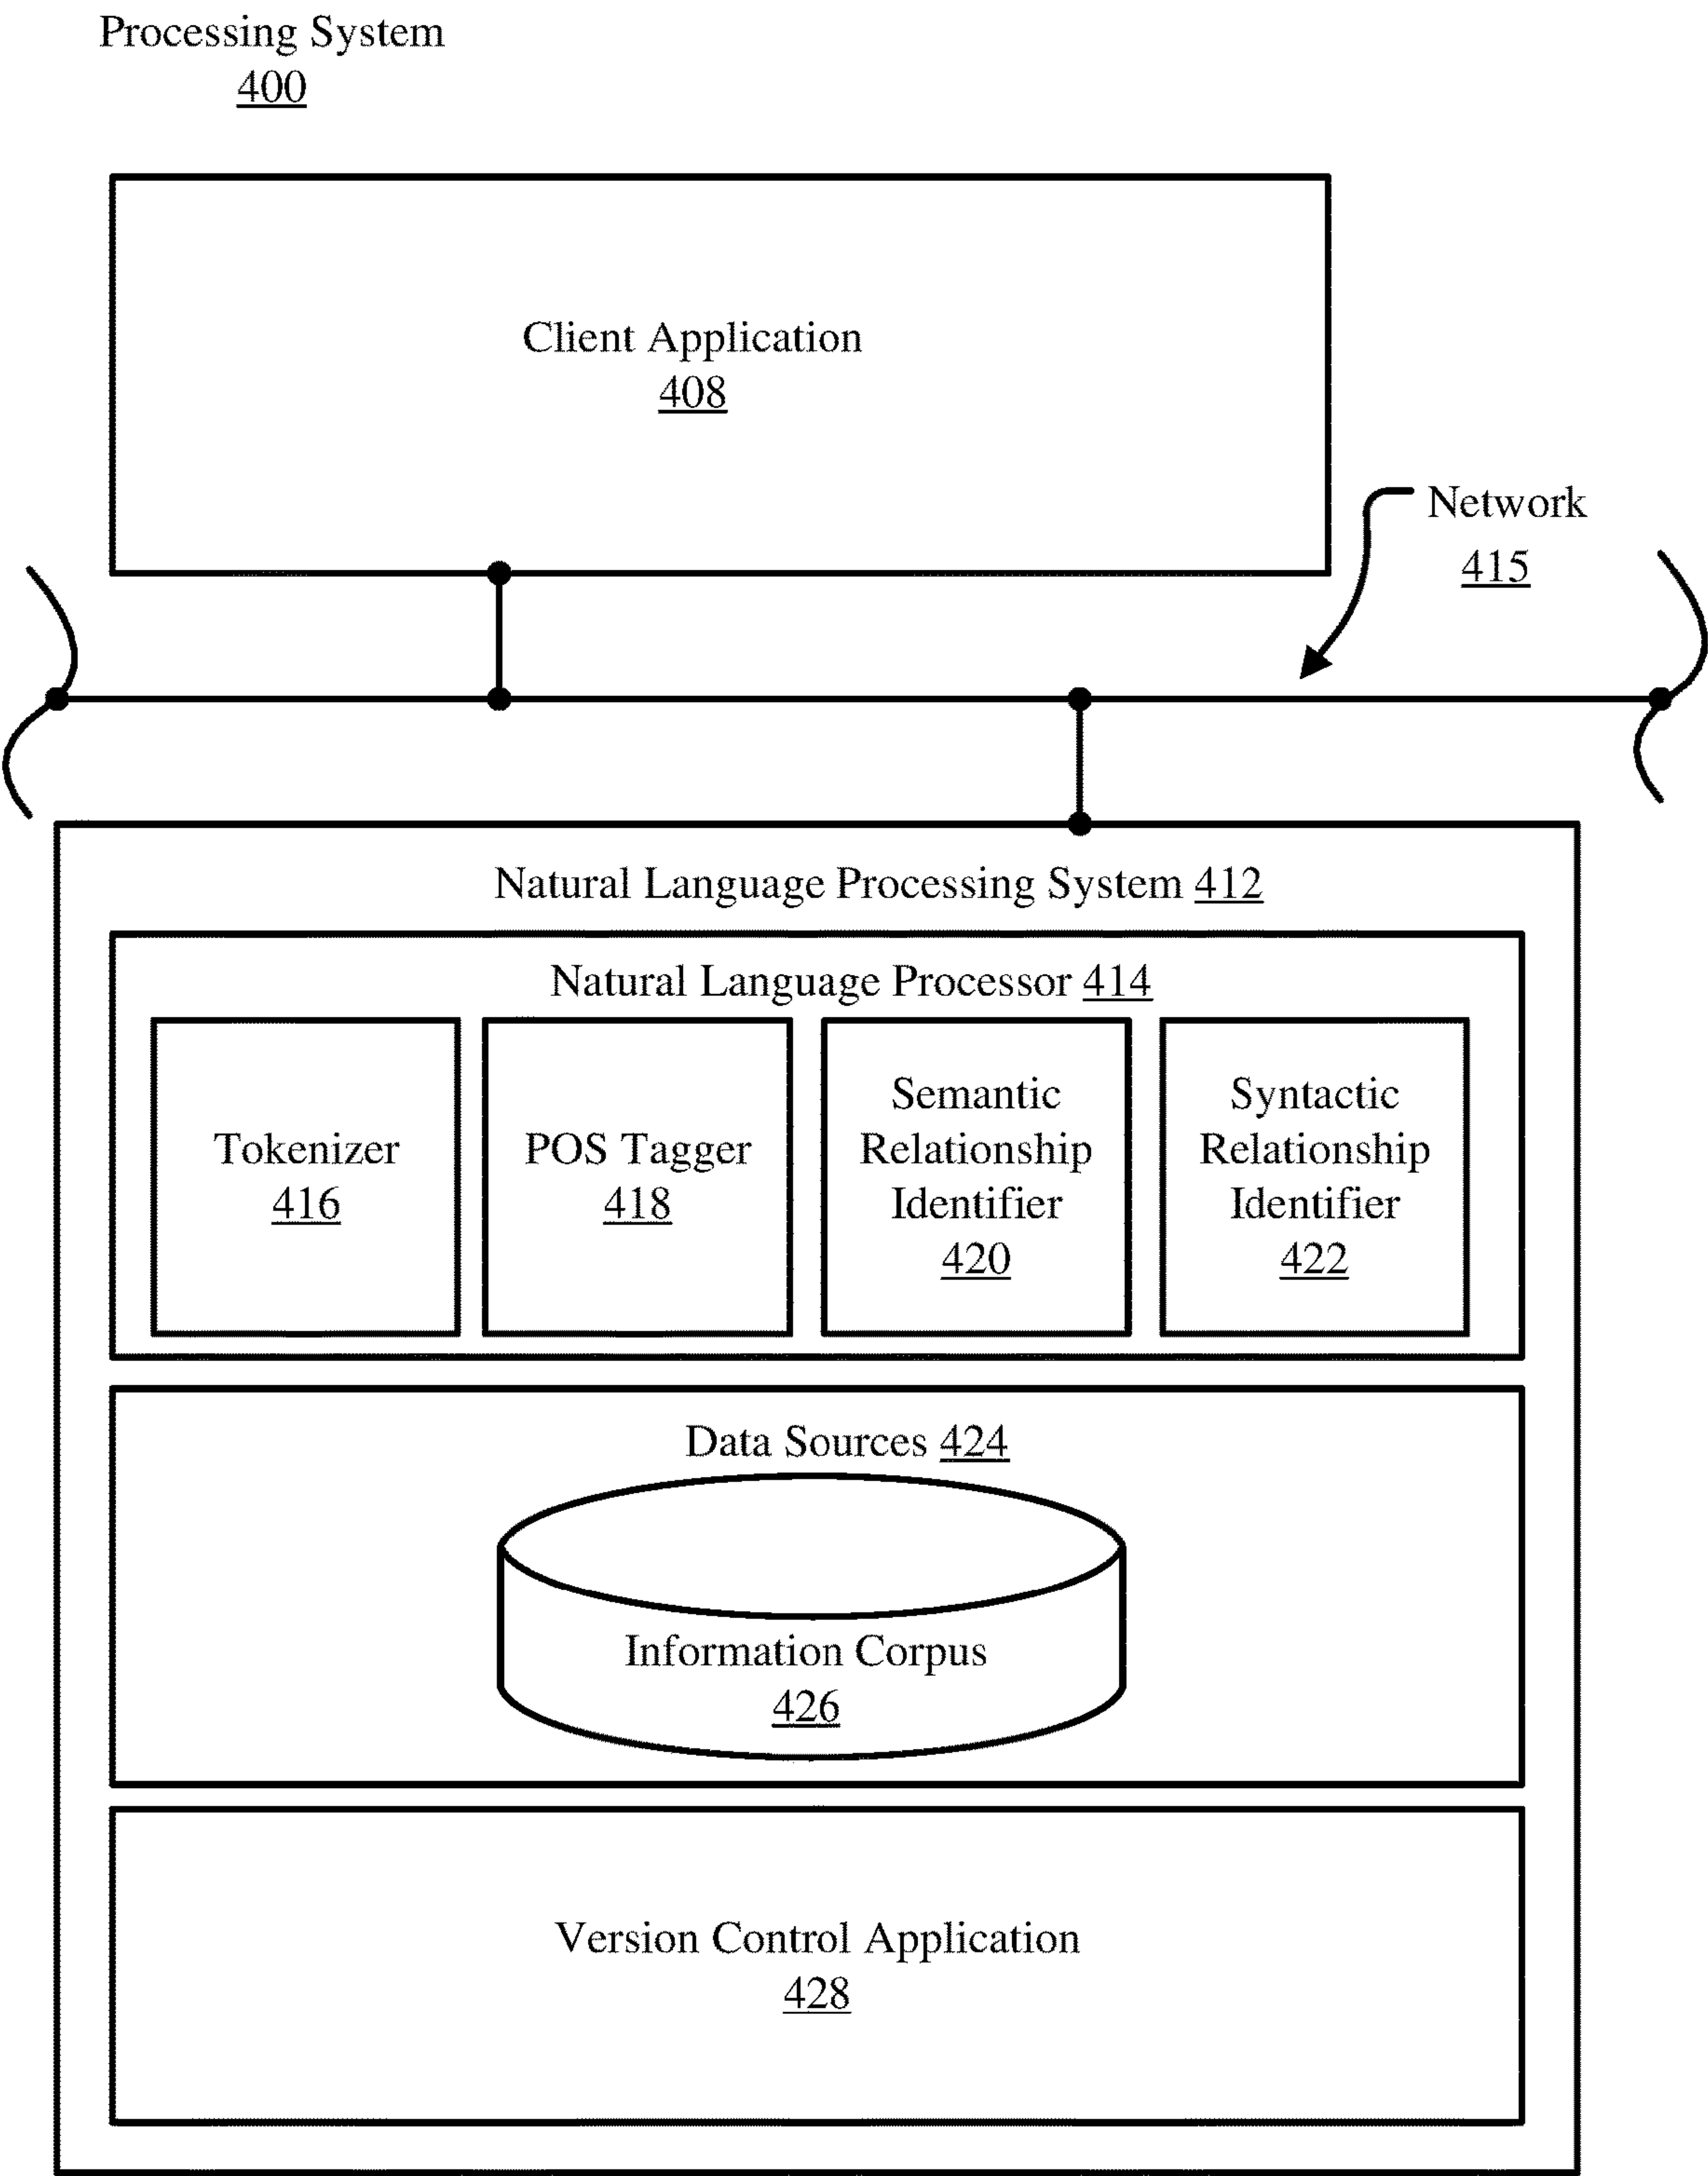 Processing System
400
Client Application
408
Network
415
Natural Language Processing System 412
Natural Language Processor 414
Tokenizer
416
POS Tagger
418
Semantic
Relationship
Identifier
420
Syntactic
Relationship
Identifier
422
Data Sources 424
Information Corpus
426
Version Control Application
428